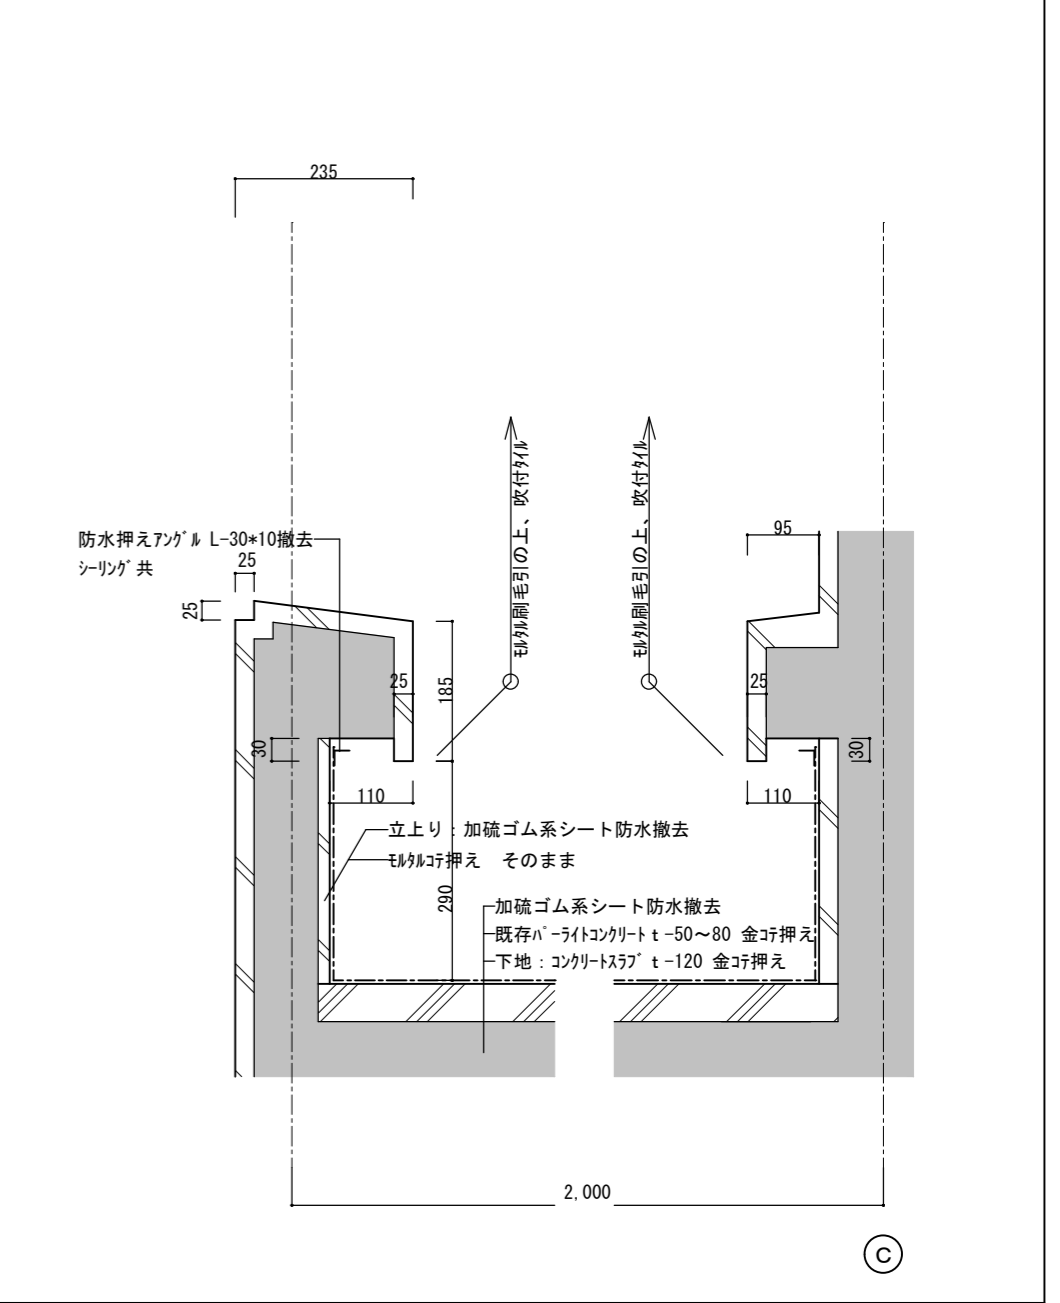 235
モルタル刷毛引の上、吹付タイル
モルタル刷毛引の上、吹付タイル
95
防水押えアングル L-30*10撤去
シーリング共
25
25
25
185
25
30
30
110
110
立上り：加硫ゴム系シート防水撤去
モルタルコテ押え　そのまま
290
加硫ゴム系シート防水撤去
既存パーライトコンクリートｔ-50～80 金コテ押え
下地：コンクリートスラブｔ-120 金コテ押え
2,000
C